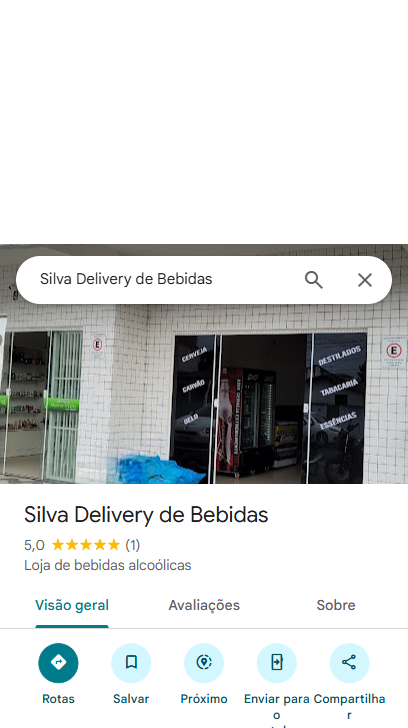 Silva Delivery de Bebidas
CERVEJA
CARVÃO
GELO
DESTILADOS
TABACARIA
ESSÊNCIAS
E
E
Silva Delivery de Bebidas
5,0 (1)
Loja de bebidas alcoólicas
Visão geral Avaliações Sobre
Rotas Salvar Próximo Enviar para o Compartilhar